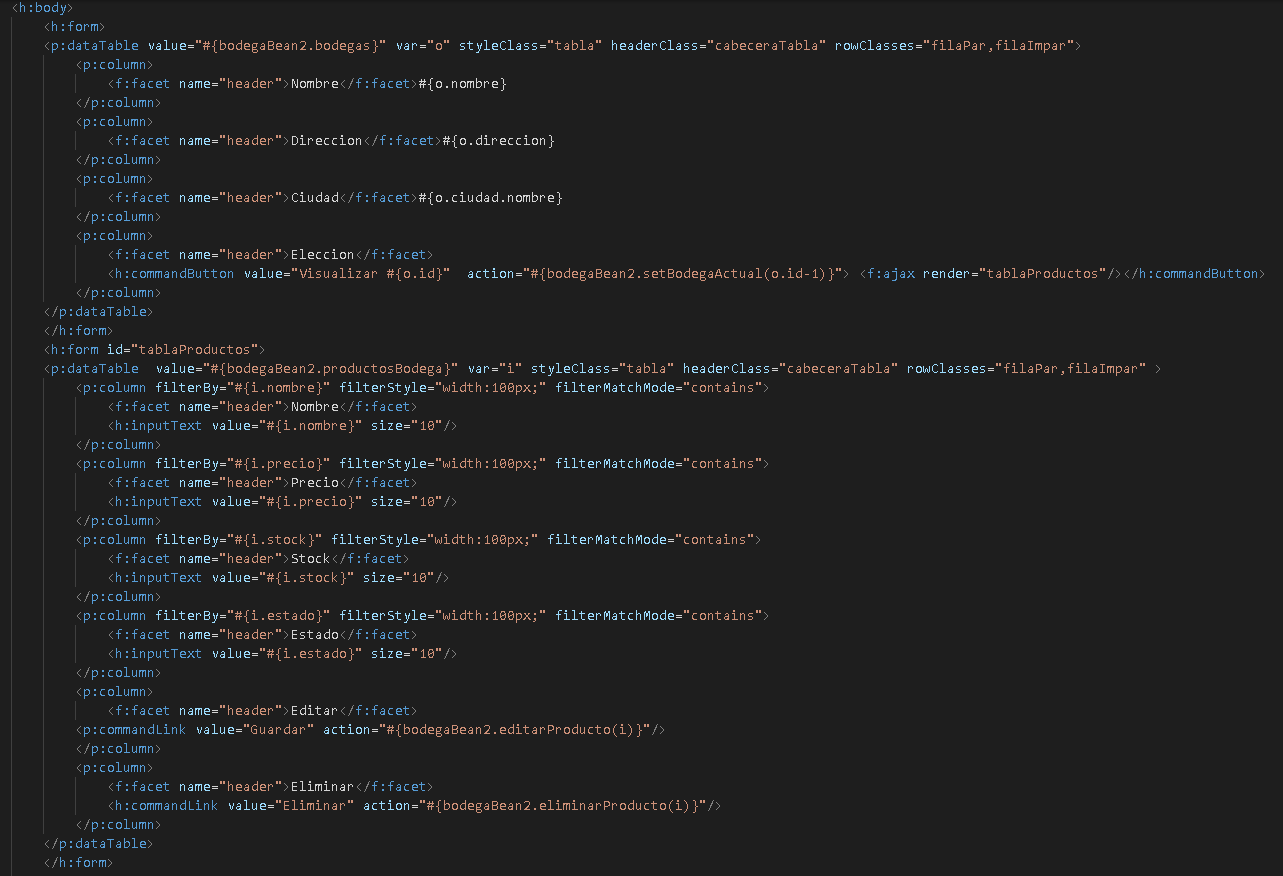 <h:body>
<h:form>
<p:dataTable value="#{bodegaBean2.bodegas}" var="o" styleClass="tabla" headerClass="cabeceraTabla" rowClasses="filaPar,filaImpar">
<p:column>
<f:facet name="header">Nombre</f:facet>#{o.nombre}
</p:column>
<p:column>
<f:facet name="header">Direccion</f:facet>#{o.direccion}
</p:column>
<p:column>
<f:facet name="header">Ciudad</f:facet>#{o.ciudad.nombre}
</p:column>
<p:column>
<f:facet name="header">Eleccion</f:facet>
<h:commandButton value="Visualizar #{o.id}"  action="#{bodegaBean2.setBodegaActual(o.id-1)}"> <f:ajax render="tablaProductos"/></h:commandButton>
</p:column>
</p:dataTable>
</h:form>
<h:form id="tablaProductos">
<p:dataTable  value="#{bodegaBean2.productosBodega}" var="i" styleClass="tabla" headerClass="cabeceraTabla" rowClasses="filaPar,filaImpar" >
<p:column filterBy="#{i.nombre}" filterStyle="width:100px;" filterMatchMode="contains">
<f:facet name="header">Nombre</f:facet>
<h:inputText value="#{i.nombre}" size="10"/>
</p:column>
<p:column filterBy="#{i.precio}" filterStyle="width:100px;" filterMatchMode="contains">
<f:facet name="header">Precio</f:facet>
<h:inputText value="#{i.precio}" size="10"/>
</p:column>
<p:column filterBy="#{i.stock}" filterStyle="width:100px;" filterMatchMode="contains">
<f:facet name="header">Stock</f:facet>
<h:inputText value="#{i.stock}" size="10"/>
</p:column>
<p:column filterBy="#{i.estado}" filterStyle="width:100px;" filterMatchMode="contains">
<f:facet name="header">Estado</f:facet>
<h:inputText value="#{i.estado}" size="10"/>
</p:column>
<p:column>
<f:facet name="header">Editar</f:facet>
<p:commandLink value="Guardar" action="#{bodegaBean2.editarProducto(i)}"/>
</p:column>
<p:column>
<f:facet name="header">Eliminar</f:facet>
<h:commandLink value="Eliminar" action="#{bodegaBean2.eliminarProducto(i)}"/>
</p:column>
</p:dataTable>
</h:form>